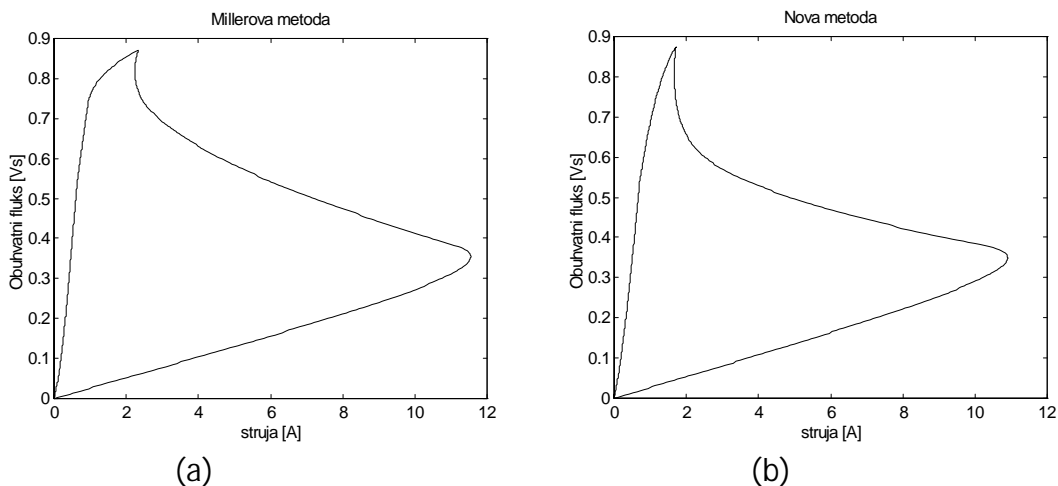 Millerova metoda
0.9
0.8
0.7
0.6
0.5
0.4
0.3
0.2
0.1
0
0 2 4 6 8 10 12
Obuhvatni fluks [Vs]
struja [A]
(a)
Nova metoda
0.9
0.8
0.7
0.6
0.5
0.4
0.3
0.2
0.1
0
0 2 4 6 8 10 12
Obuhvatni fluks [Vs]
struja [A]
(b)